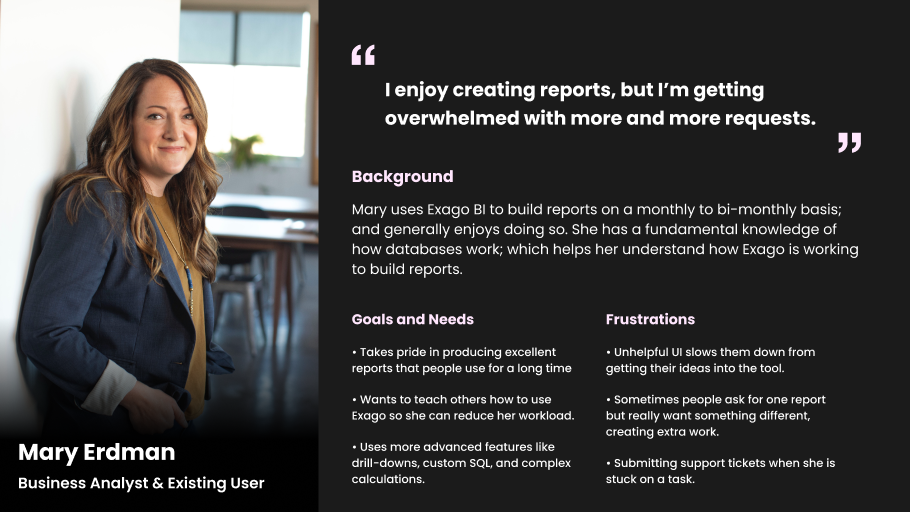 “
I enjoy creating reports, but I’m getting
overwhelmed with more and more requests.
”
Background
Mary uses Exago BI to build reports on a monthly to bi-monthly basis;
and generally enjoys doing so. She has a fundamental knowledge of
how databases work; which helps her understand how Exago is working
to build reports.
Goals and Needs
• Takes pride in producing excellent
reports that people use for a long time
• Wants to teach others how to use
Exago so she can reduce her workload.
• Uses more advanced features like
drill-downs, custom SQL, and complex
calculations.
Frustrations
• Unhelpful UI slows them down from
getting their ideas into the tool.
• Sometimes people ask for one report
but really want something different,
creating extra work.
• Submitting support tickets when she is
stuck on a task.
Mary Erdman
Business Analyst & Existing User